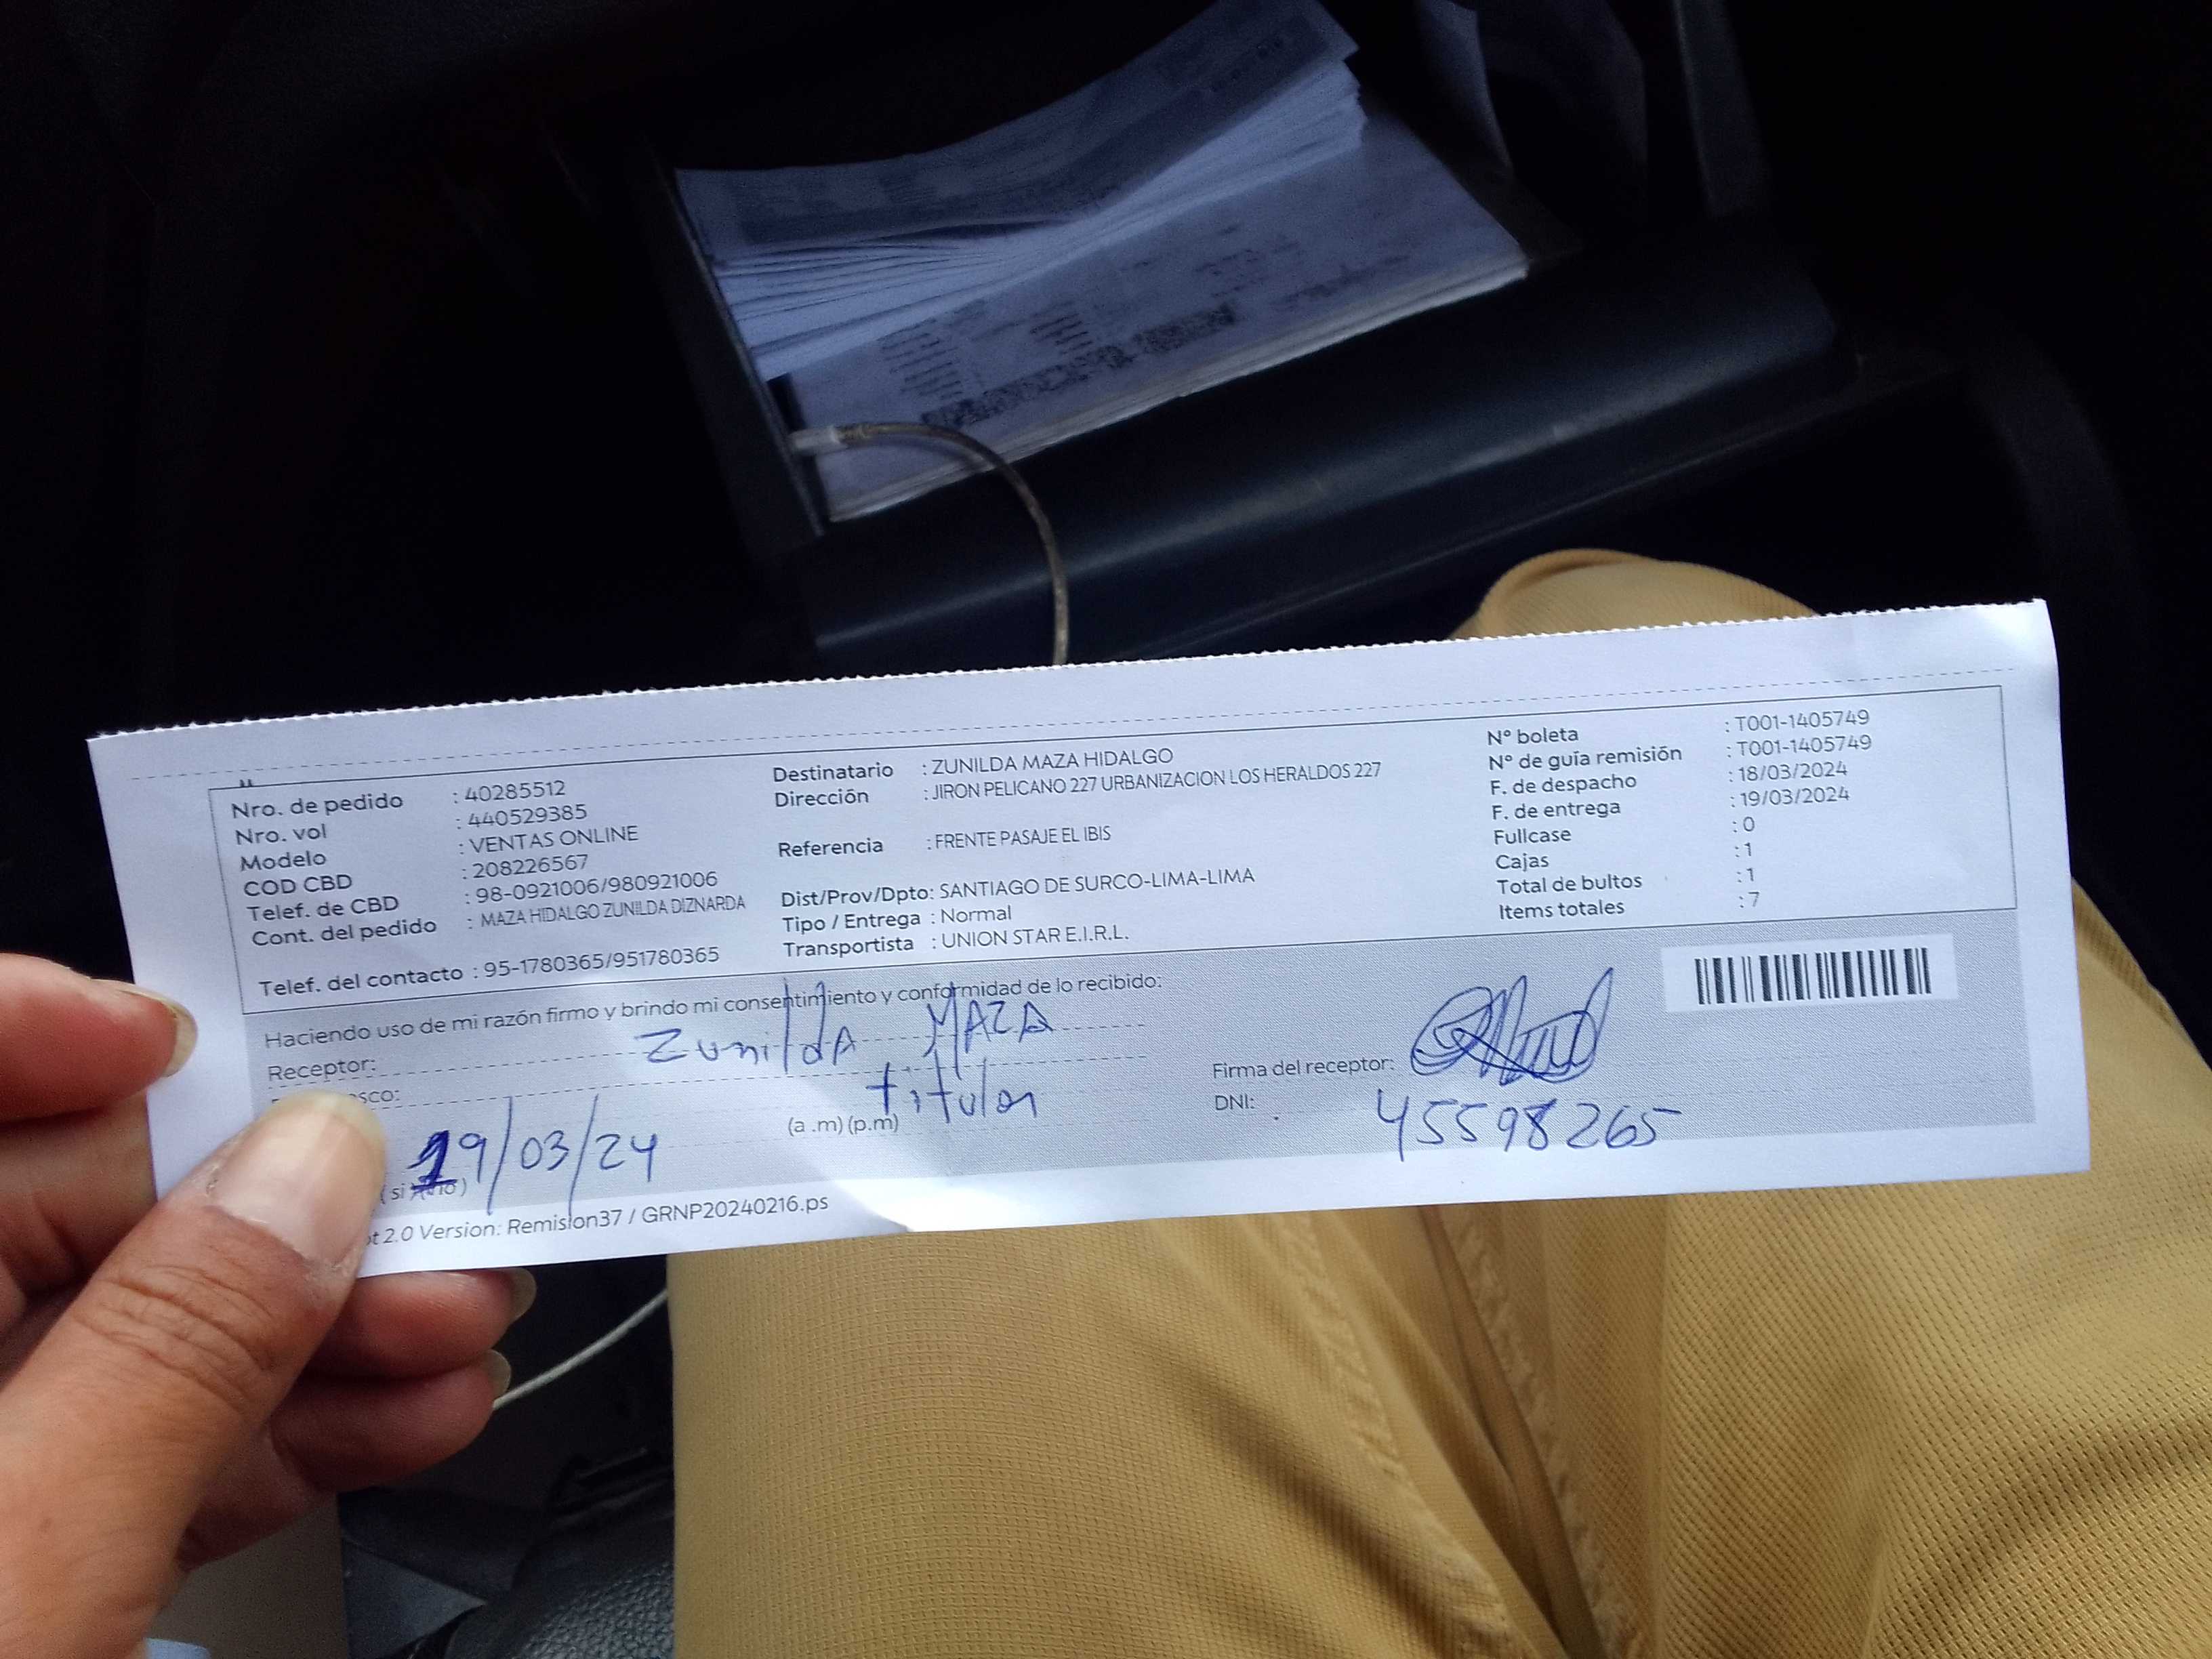 Nro. de pedido : 40285512
Nro. vol : 440529385
Modelo : VENTAS ONLINE
COD CBD : 208226567
Telef. de CBD : 98-0921006/980921006
Cont. del pedido : MAZA HIDALGO ZUNILDA DIZNARDA
Telef. del contacto : 95-1780365/951780365
Destinatario : ZUNILDA MAZA HIDALGO
Dirección : JIRON PELICANO 227 URBANIZACION LOS HERALDOS 227
Referencia : FRENTE PASAJE EL IBIS
Dist/Prov/Dpto: SANTIAGO DE SURCO-LIMA-LIMA
Tipo / Entrega : Normal
Transportista : UNION STAR E.I.R.L.
N° boleta : T001-1405749
N° de guía remisión : T001-1405749
F. de despacho : 18/03/2024
F. de entrega : 19/03/2024
Fullcase : 0
Cajas : 1
Total de bultos : 1
Items totales : 7
Haciendo uso de mi razón firmo y brindo mi consentimiento y conformidad de lo recibido:
Receptor: Zunilda MAZA
titular
Firma del receptor:
DNI: 45598265
19/03/24 (a .m) (p.m)
(si) (no)
2.0 Version: Remision37 / GRNP20240216.ps